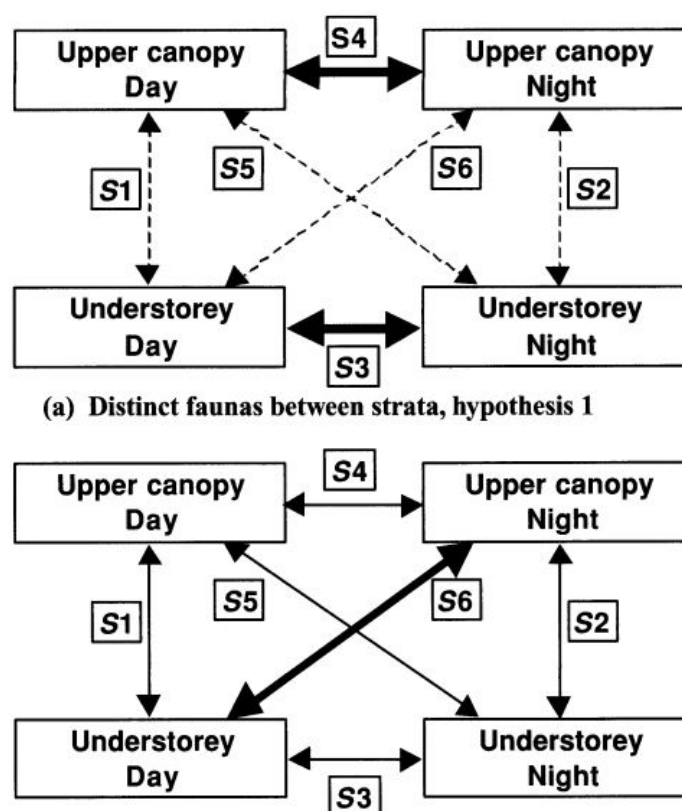 S4
Upper canopy Day
Upper canopy Night
S1
S5
S6
S2
Understorey Day
Understorey Night
S3
(a) Distinct faunas between strata, hypothesis 1
S4
Upper canopy Day
Upper canopy Night
S1
S5
S6
S2
Understorey Day
Understorey Night
S3